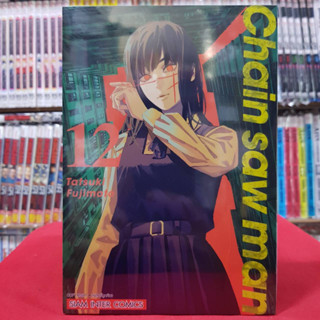 Chain saw man
12
Tatsuki
Fujimoto
SIAM INTER COMICS